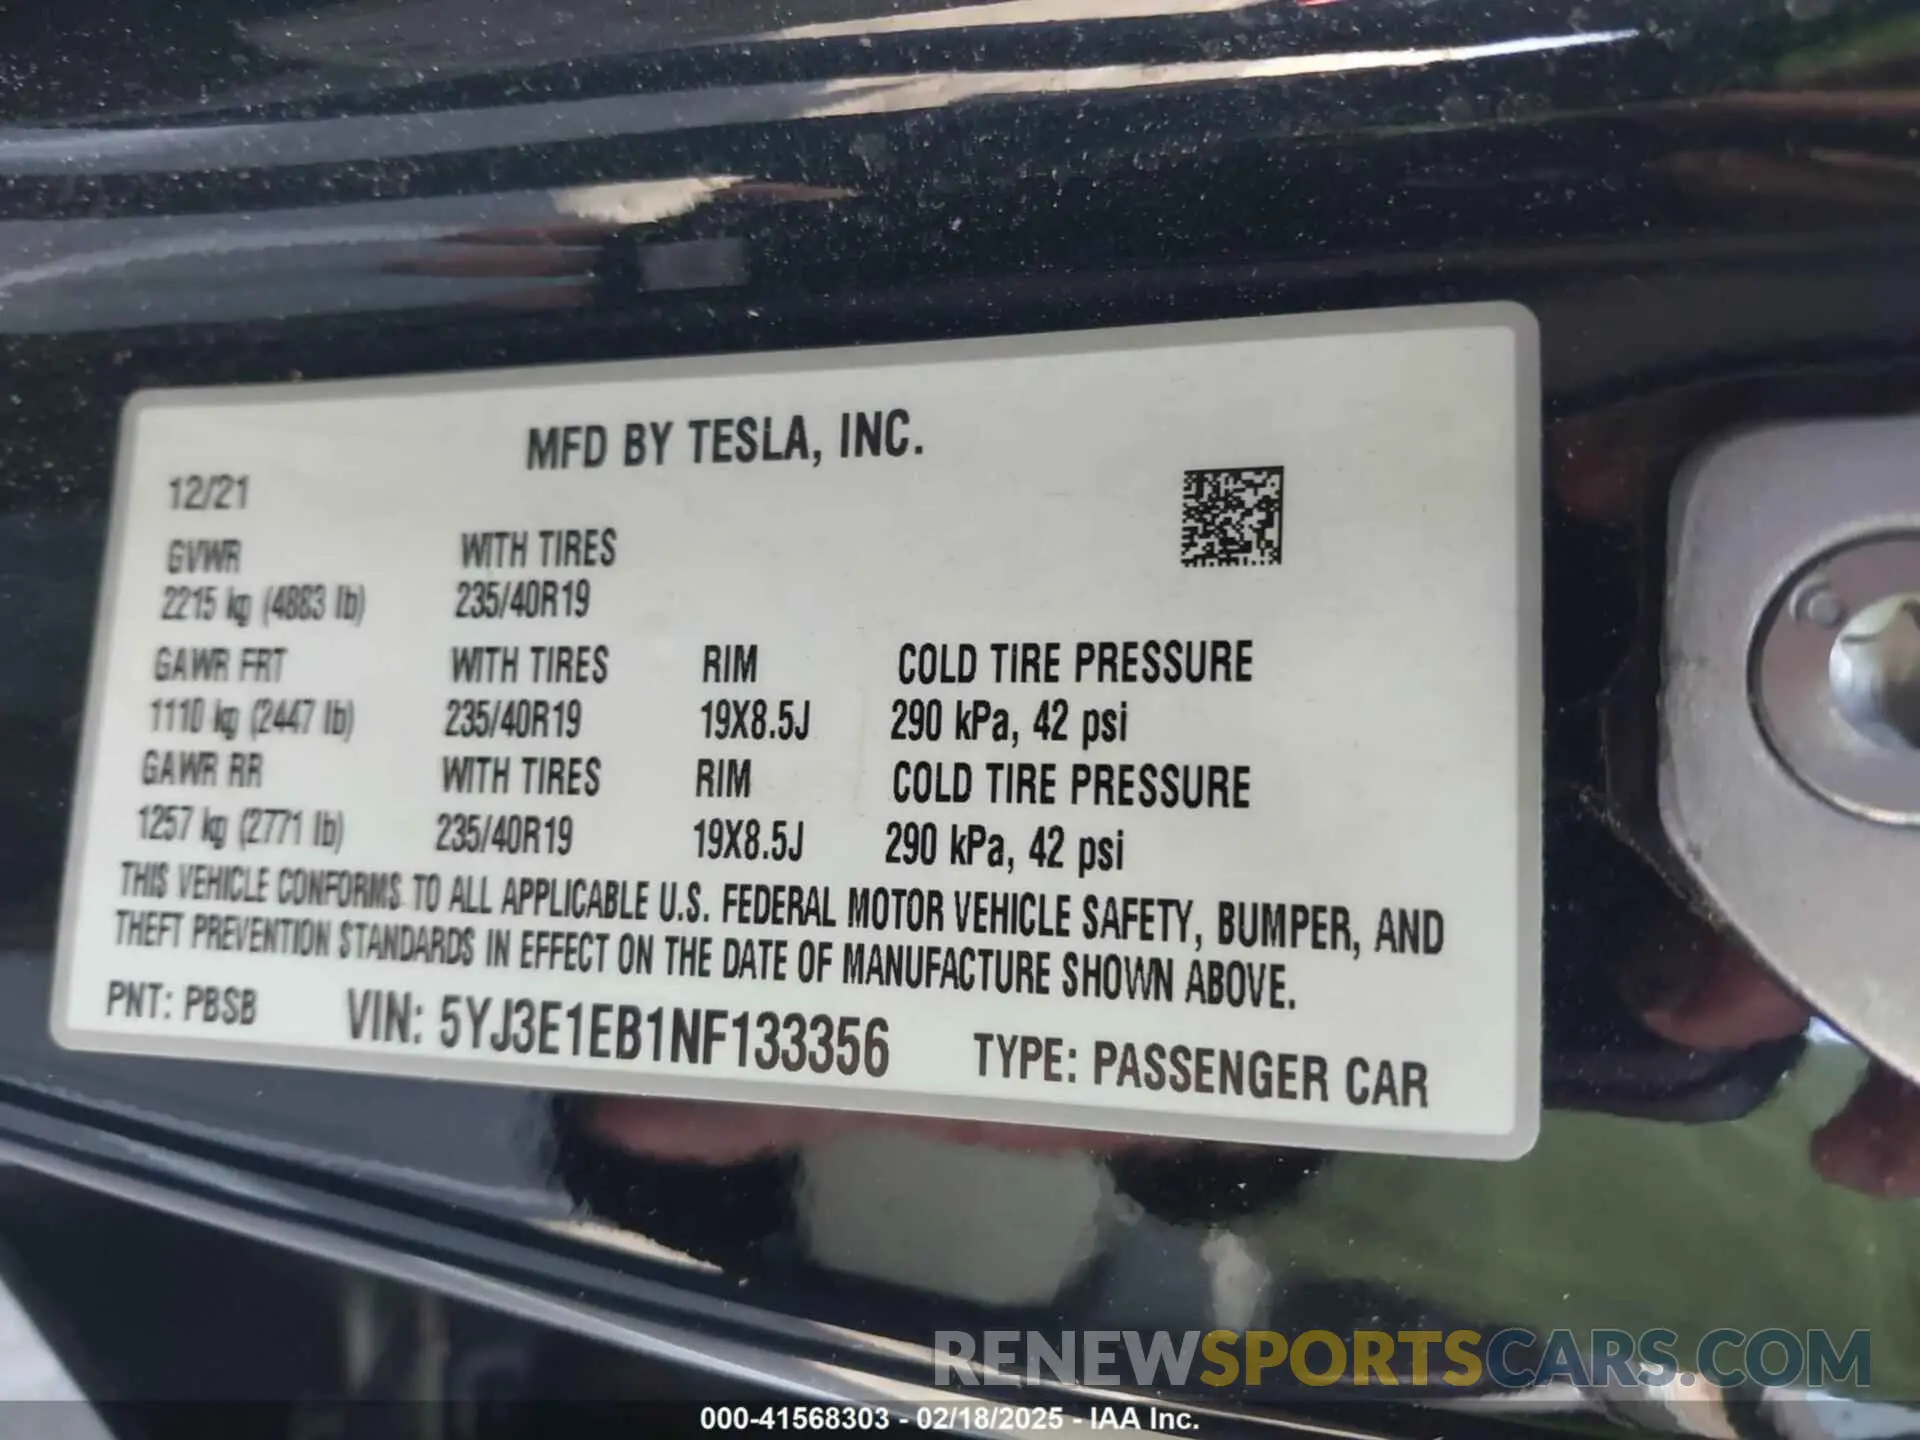 MFD BY TESLA, INC.
12/21
GVWR WITH TIRES
2215 kg (4883 lb) 235/40R19
GAWR FRT WITH TIRES RIM COLD TIRE PRESSURE
1110 kg (2447 lb) 235/40R19 19X8.5J 290 kPa, 42 psi
GAWR RR WITH TIRES RIM COLD TIRE PRESSURE
1257 kg (2771 lb) 235/40R19 19X8.5J 290 kPa, 42 psi
THIS VEHICLE CONFORMS TO ALL APPLICABLE U.S. FEDERAL MOTOR VEHICLE SAFETY, BUMPER, AND
THEFT PREVENTION STANDARDS IN EFFECT ON THE DATE OF MANUFACTURE SHOWN ABOVE.
PNT: PBSB VIN: 5YJ3E1EB1NF133356 TYPE: PASSENGER CAR
RENEWSPORTSCARS.COM
000-41568303 - 02/18/2025 - IAA Inc.